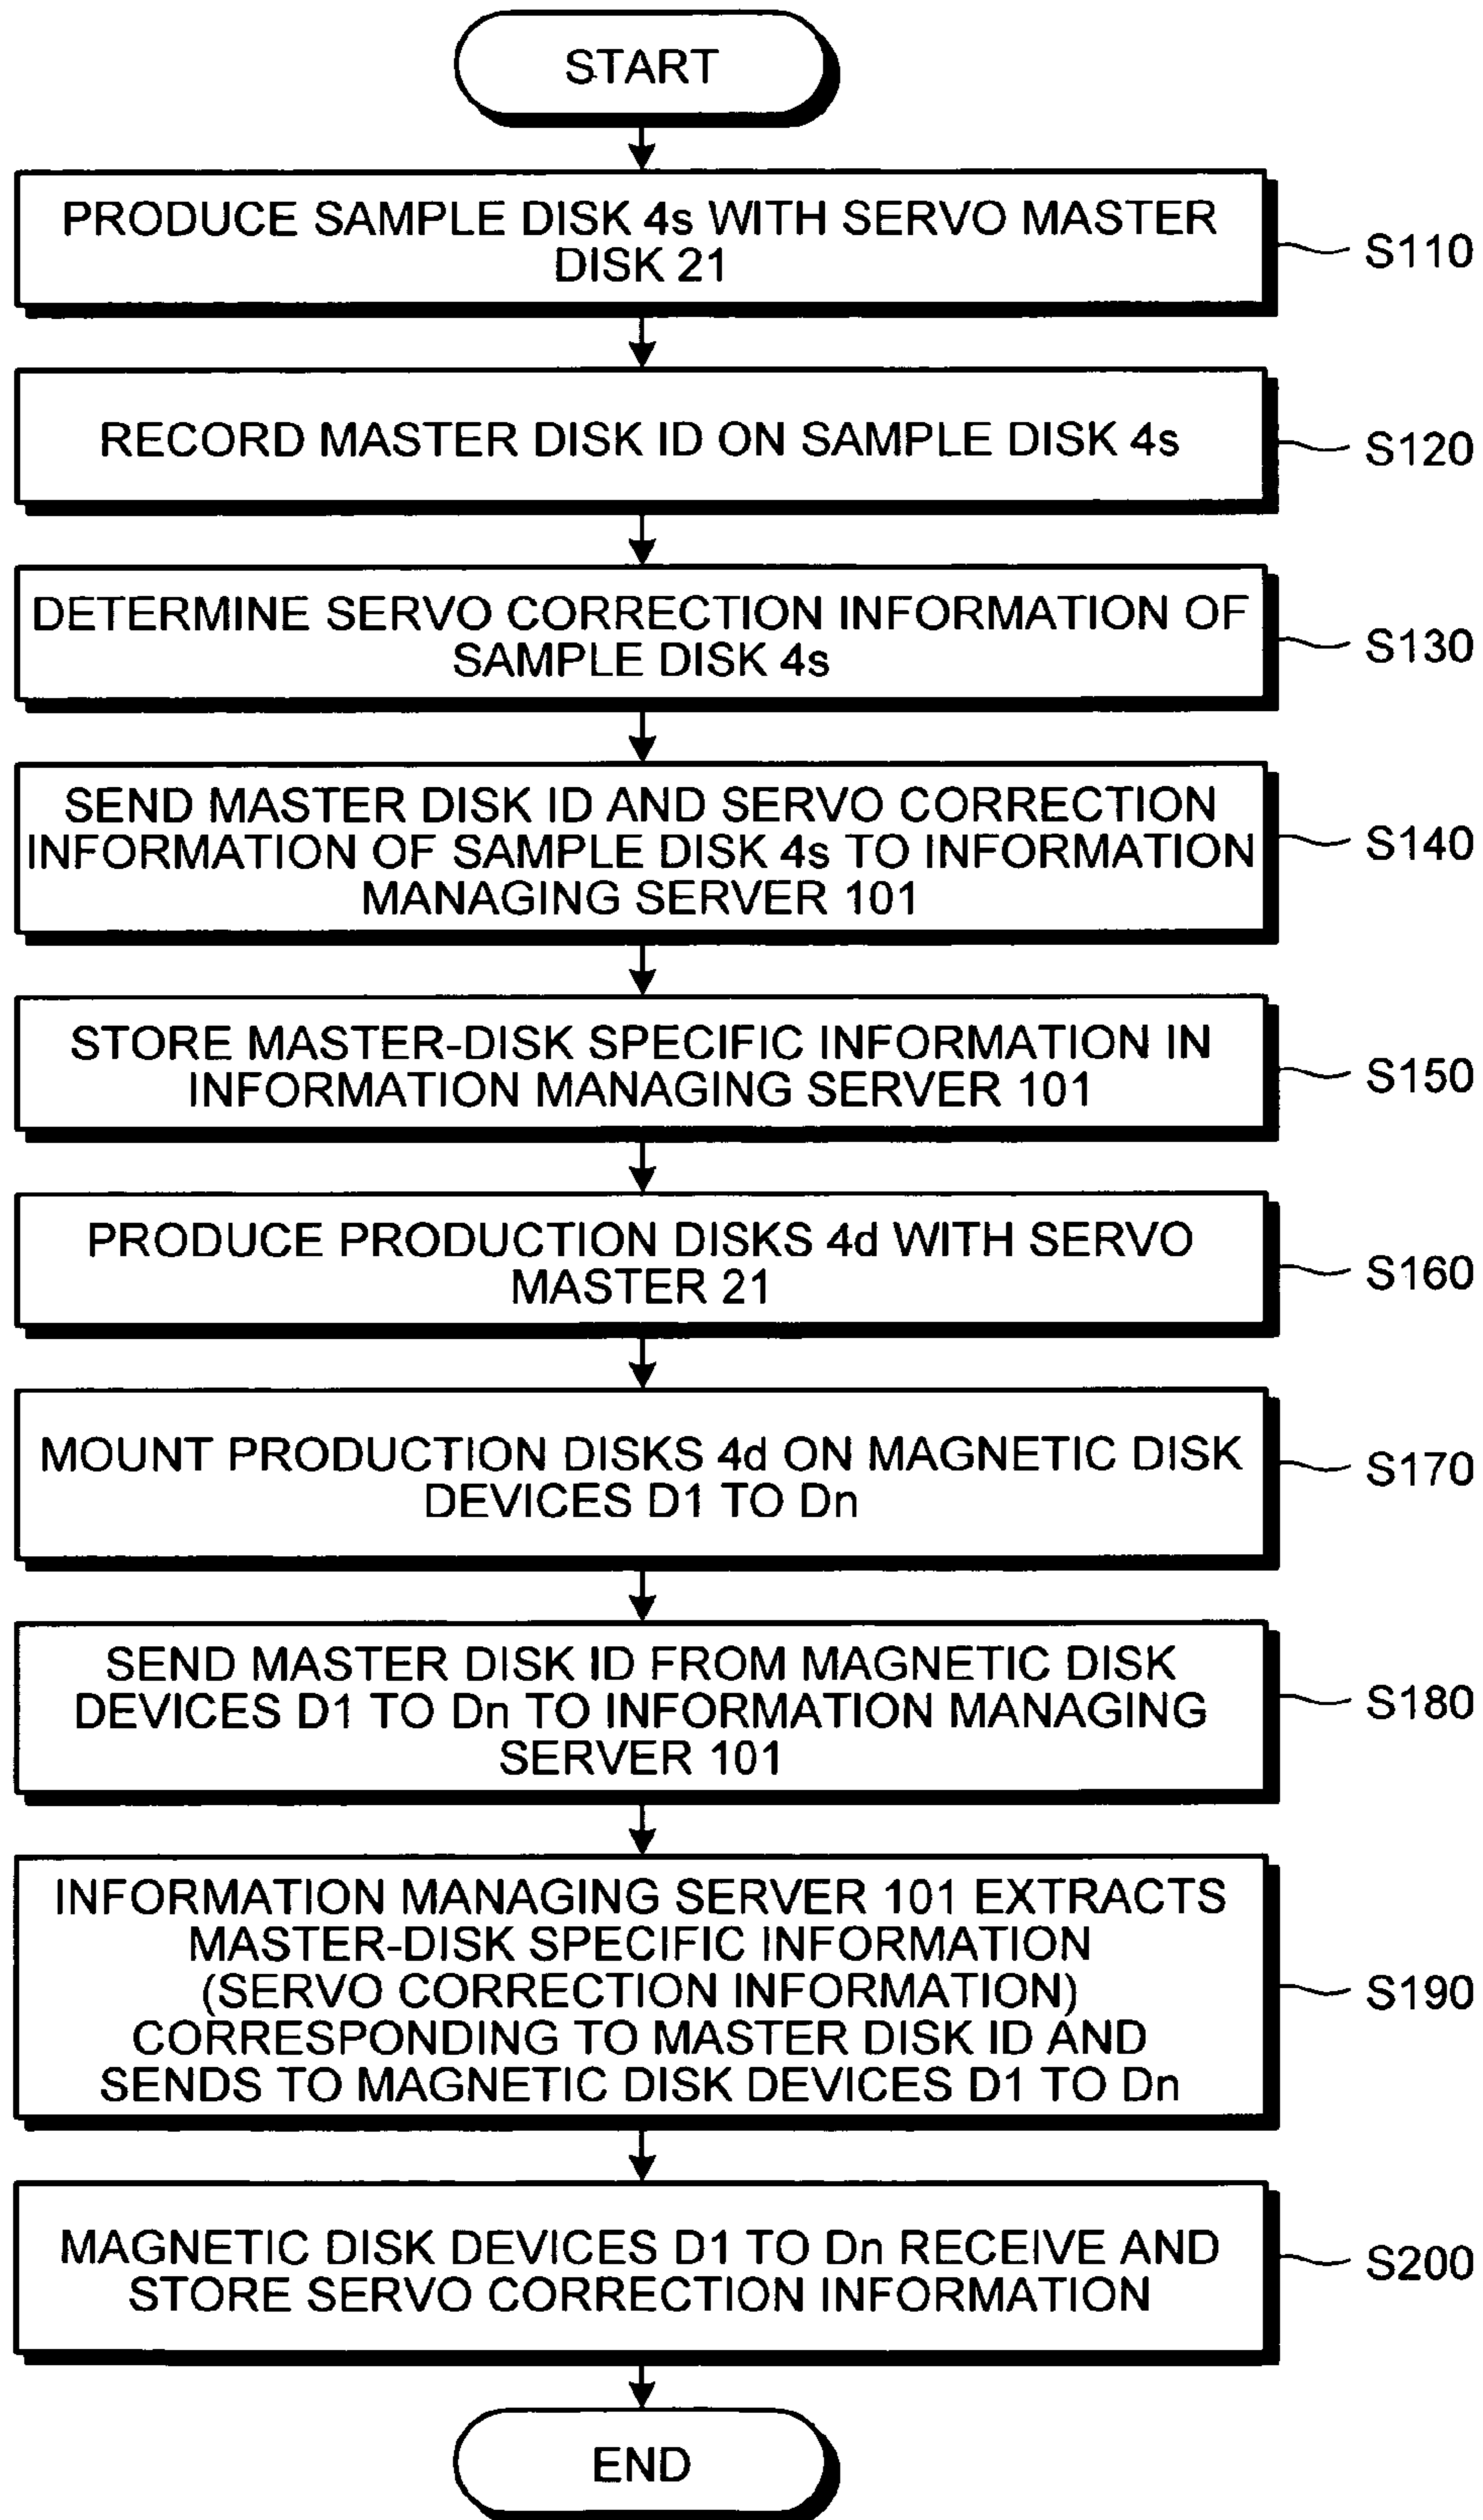 START
PRODUCE SAMPLE DISK 4s WITH SERVO MASTER
DISK 21
S110
RECORD MASTER DISK ID ON SAMPLE DISK 4s
S120
DETERMINE SERVO CORRECTION INFORMATION OF
SAMPLE DISK 4s
S130
SEND MASTER DISK ID AND SERVO CORRECTION
INFORMATION OF SAMPLE DISK 4s TO INFORMATION
MANAGING SERVER 101
S140
STORE MASTER-DISK SPECIFIC INFORMATION IN
INFORMATION MANAGING SERVER 101
S150
PRODUCE PRODUCTION DISKS 4d WITH SERVO
MASTER 21
S160
MOUNT PRODUCTION DISKS 4d ON MAGNETIC DISK
DEVICES D1 TO Dn
S170
SEND MASTER DISK ID FROM MAGNETIC DISK
DEVICES D1 TO Dn TO INFORMATION MANAGING
SERVER 101
S180
INFORMATION MANAGING SERVER 101 EXTRACTS
MASTER-DISK SPECIFIC INFORMATION
(SERVO CORRECTION INFORMATION)
CORRESPONDING TO MASTER DISK ID AND
SENDS TO MAGNETIC DISK DEVICES D1 TO Dn
S190
MAGNETIC DISK DEVICES D1 TO Dn RECEIVE AND
STORE SERVO CORRECTION INFORMATION
S200
END